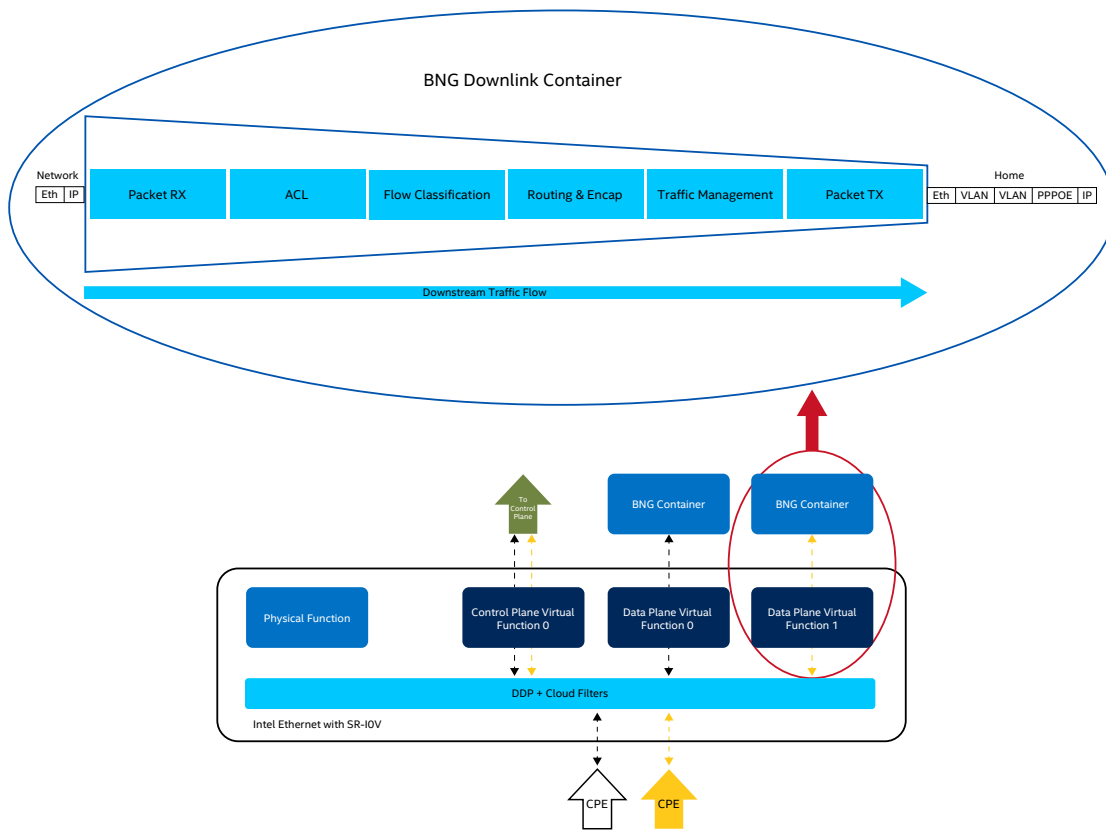 BNG Downlink Container
Network
Eth IP
Packet RX
ACL
Flow Classification
Routing & Encap
Traffic Management
Packet TX
Home
Eth VLAN VLAN PPPOE IP
Downstream Traffic Flow
To
Control
Plane
BNG Container
BNG Container
Physical Function
Control Plane Virtual
Function 0
Data Plane Virtual
Function 0
Data Plane Virtual
Function 1
DDP + Cloud Filters
Intel Ethernet with SR-I0V
CPE
CPE